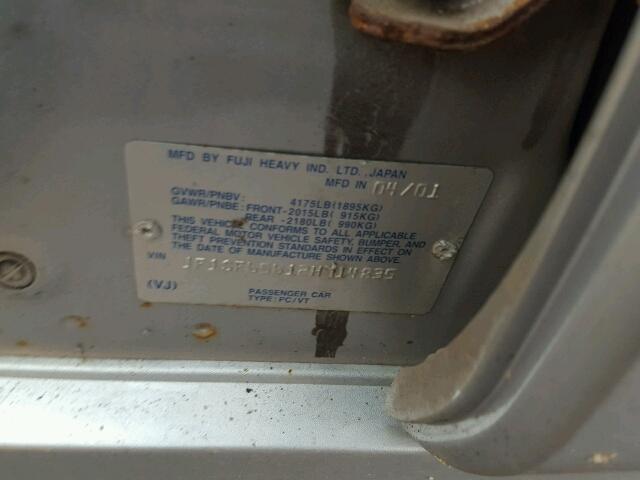 MFD BY FUJI HEAVY IND. LTD., JAPAN
MFD IN 04/01
GVWR/PNBV: 4175LB(1895KG)
GAWR/PNBE: FRONT-2015LB( 915KG)
REAR -2180LB( 990KG)
THIS VEHICLE CONFORMS TO ALL APPLICABLE
FEDERAL MOTOR VEHICLE SAFETY, BUMPER, AND
THEFT PREVENTION STANDARDS IN EFFECT ON
THE DATE OF MANUFACTURE SHOWN ABOVE.
VIN
(VJ)
PASSENGER CAR
TYPE:PC/VT